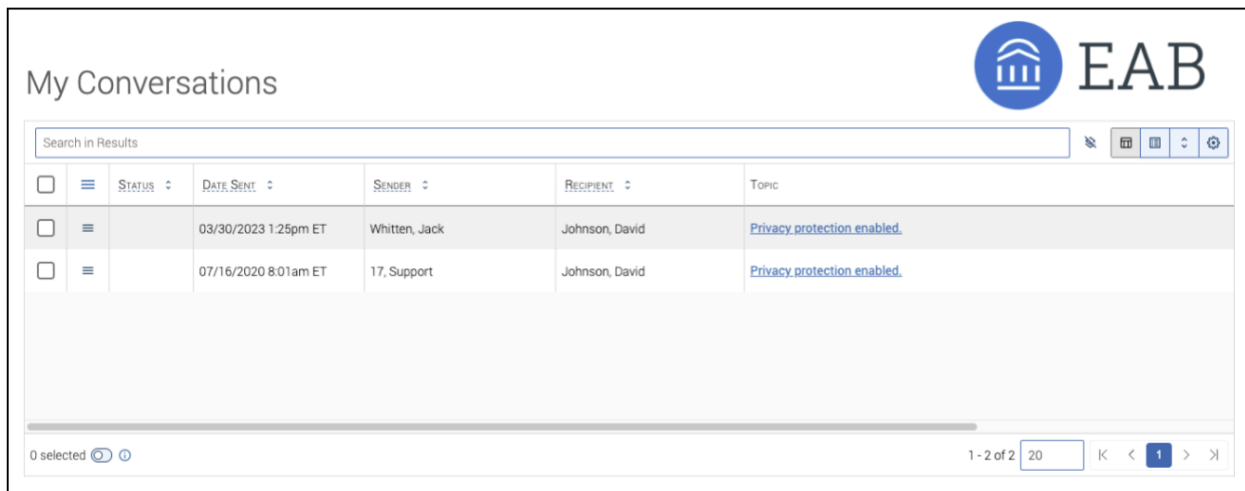 EAB
My Conversations
Search in Results
STATUS DATE SENT SENDER RECIPIENT TOPIC
03/30/2023 1:25pm ET Whitten, Jack Johnson, David Privacy protection enabled.
07/16/2020 8:01am ET 17, Support Johnson, David Privacy protection enabled.
0 selected 1 - 2 of 2 20 1